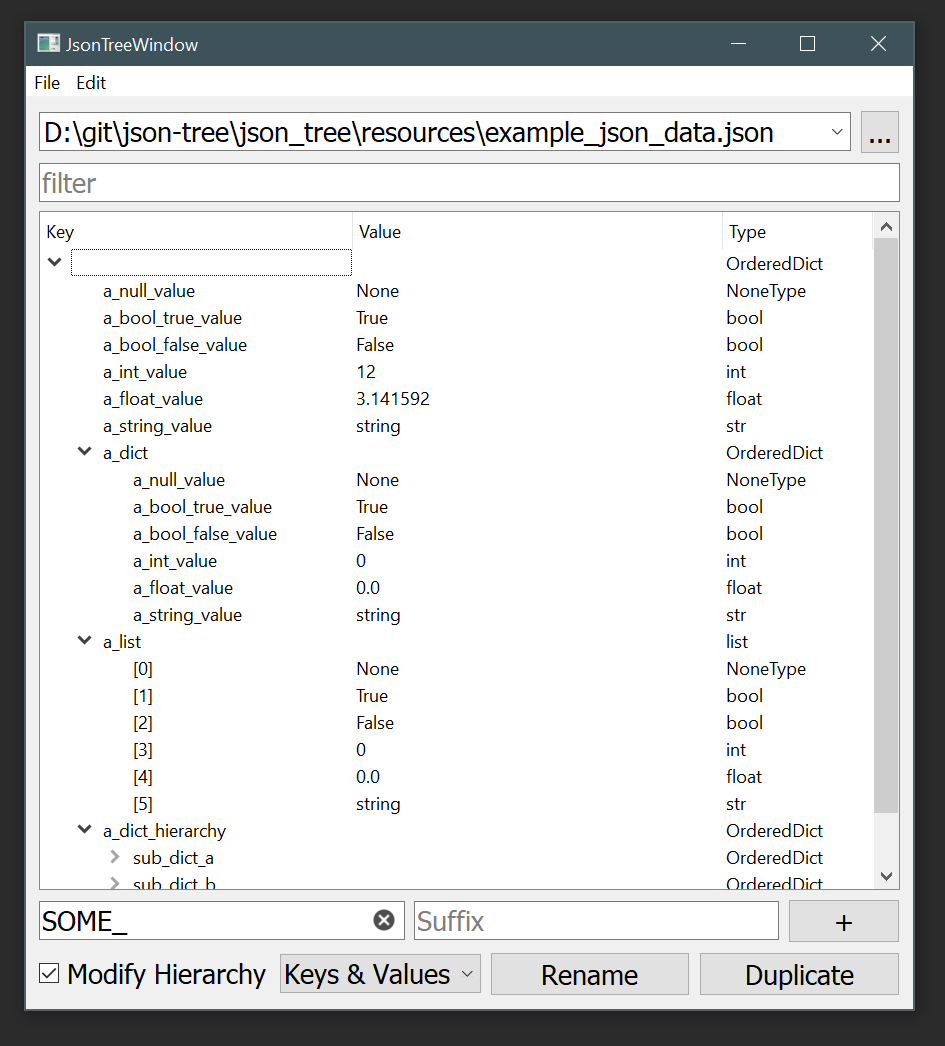 JsonTreeWindow
File Edit
D:\git\json-tree\json_tree\resources\example_json_data.json ...
filter
Key Value Type
OrderedDict
a_null_value None NoneType
a_bool_true_value True bool
a_bool_false_value False bool
a_int_value 12 int
a_float_value 3.141592 float
a_string_value string str
a_dict OrderedDict
a_null_value None NoneType
a_bool_true_value True bool
a_bool_false_value False bool
a_int_value 0 int
a_float_value 0.0 float
a_string_value string str
a_list list
[0] None NoneType
[1] True bool
[2] False bool
[3] 0 int
[4] 0.0 float
[5] string str
a_dict_hierarchy OrderedDict
sub_dict_a OrderedDict
sub_dict_b OrderedDict
SOME_ Suffix +
Modify Hierarchy Keys & Values Rename Duplicate